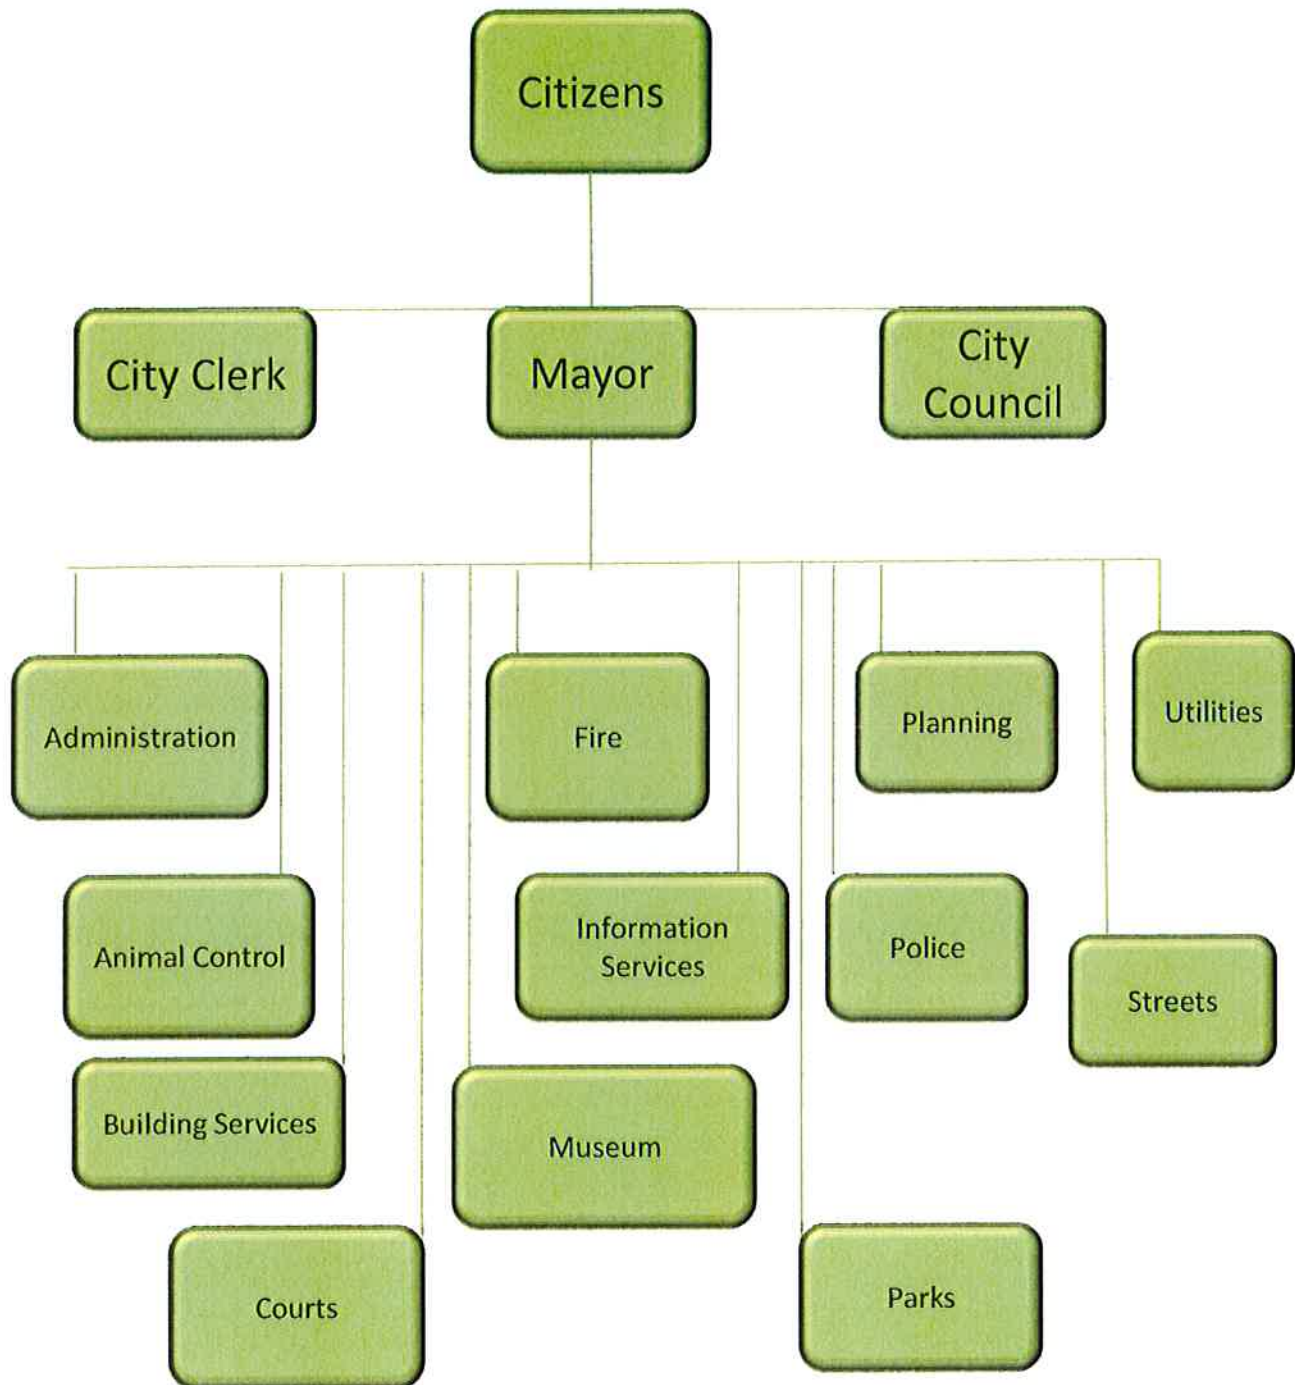 Citizens
City Clerk
Mayor
City
Council
Administration
Fire
Planning
Utilities
Animal Control
Information
Services
Police
Streets
Building Services
Museum
Courts
Parks